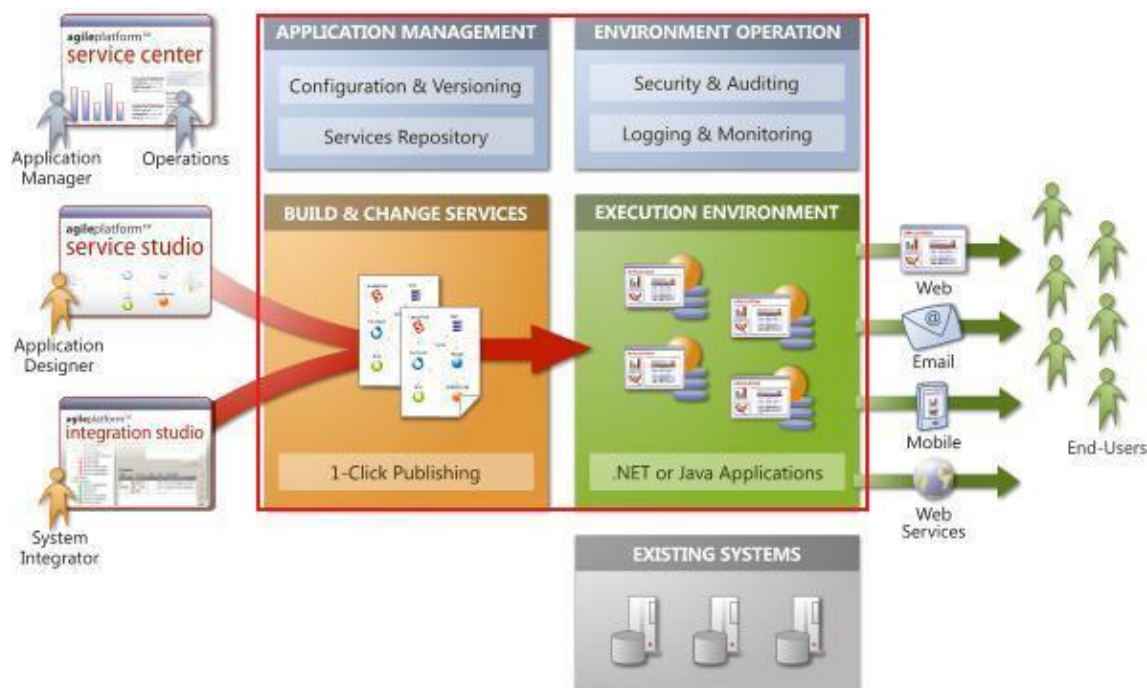 agileplatform™
service center
Application
Manager
Operations
APPLICATION MANAGEMENT
Configuration & Versioning
Services Repository
ENVIRONMENT OPERATION
Security & Auditing
Logging & Monitoring
agileplatform™
service studio
Application
Designer
agileplatform™
integration studio
System
Integrator
BUILD & CHANGE SERVICES
1-Click Publishing
EXECUTION ENVIRONMENT
.NET or Java Applications
Web
@
Email
Mobile
Web
Services
End-Users
EXISTING SYSTEMS